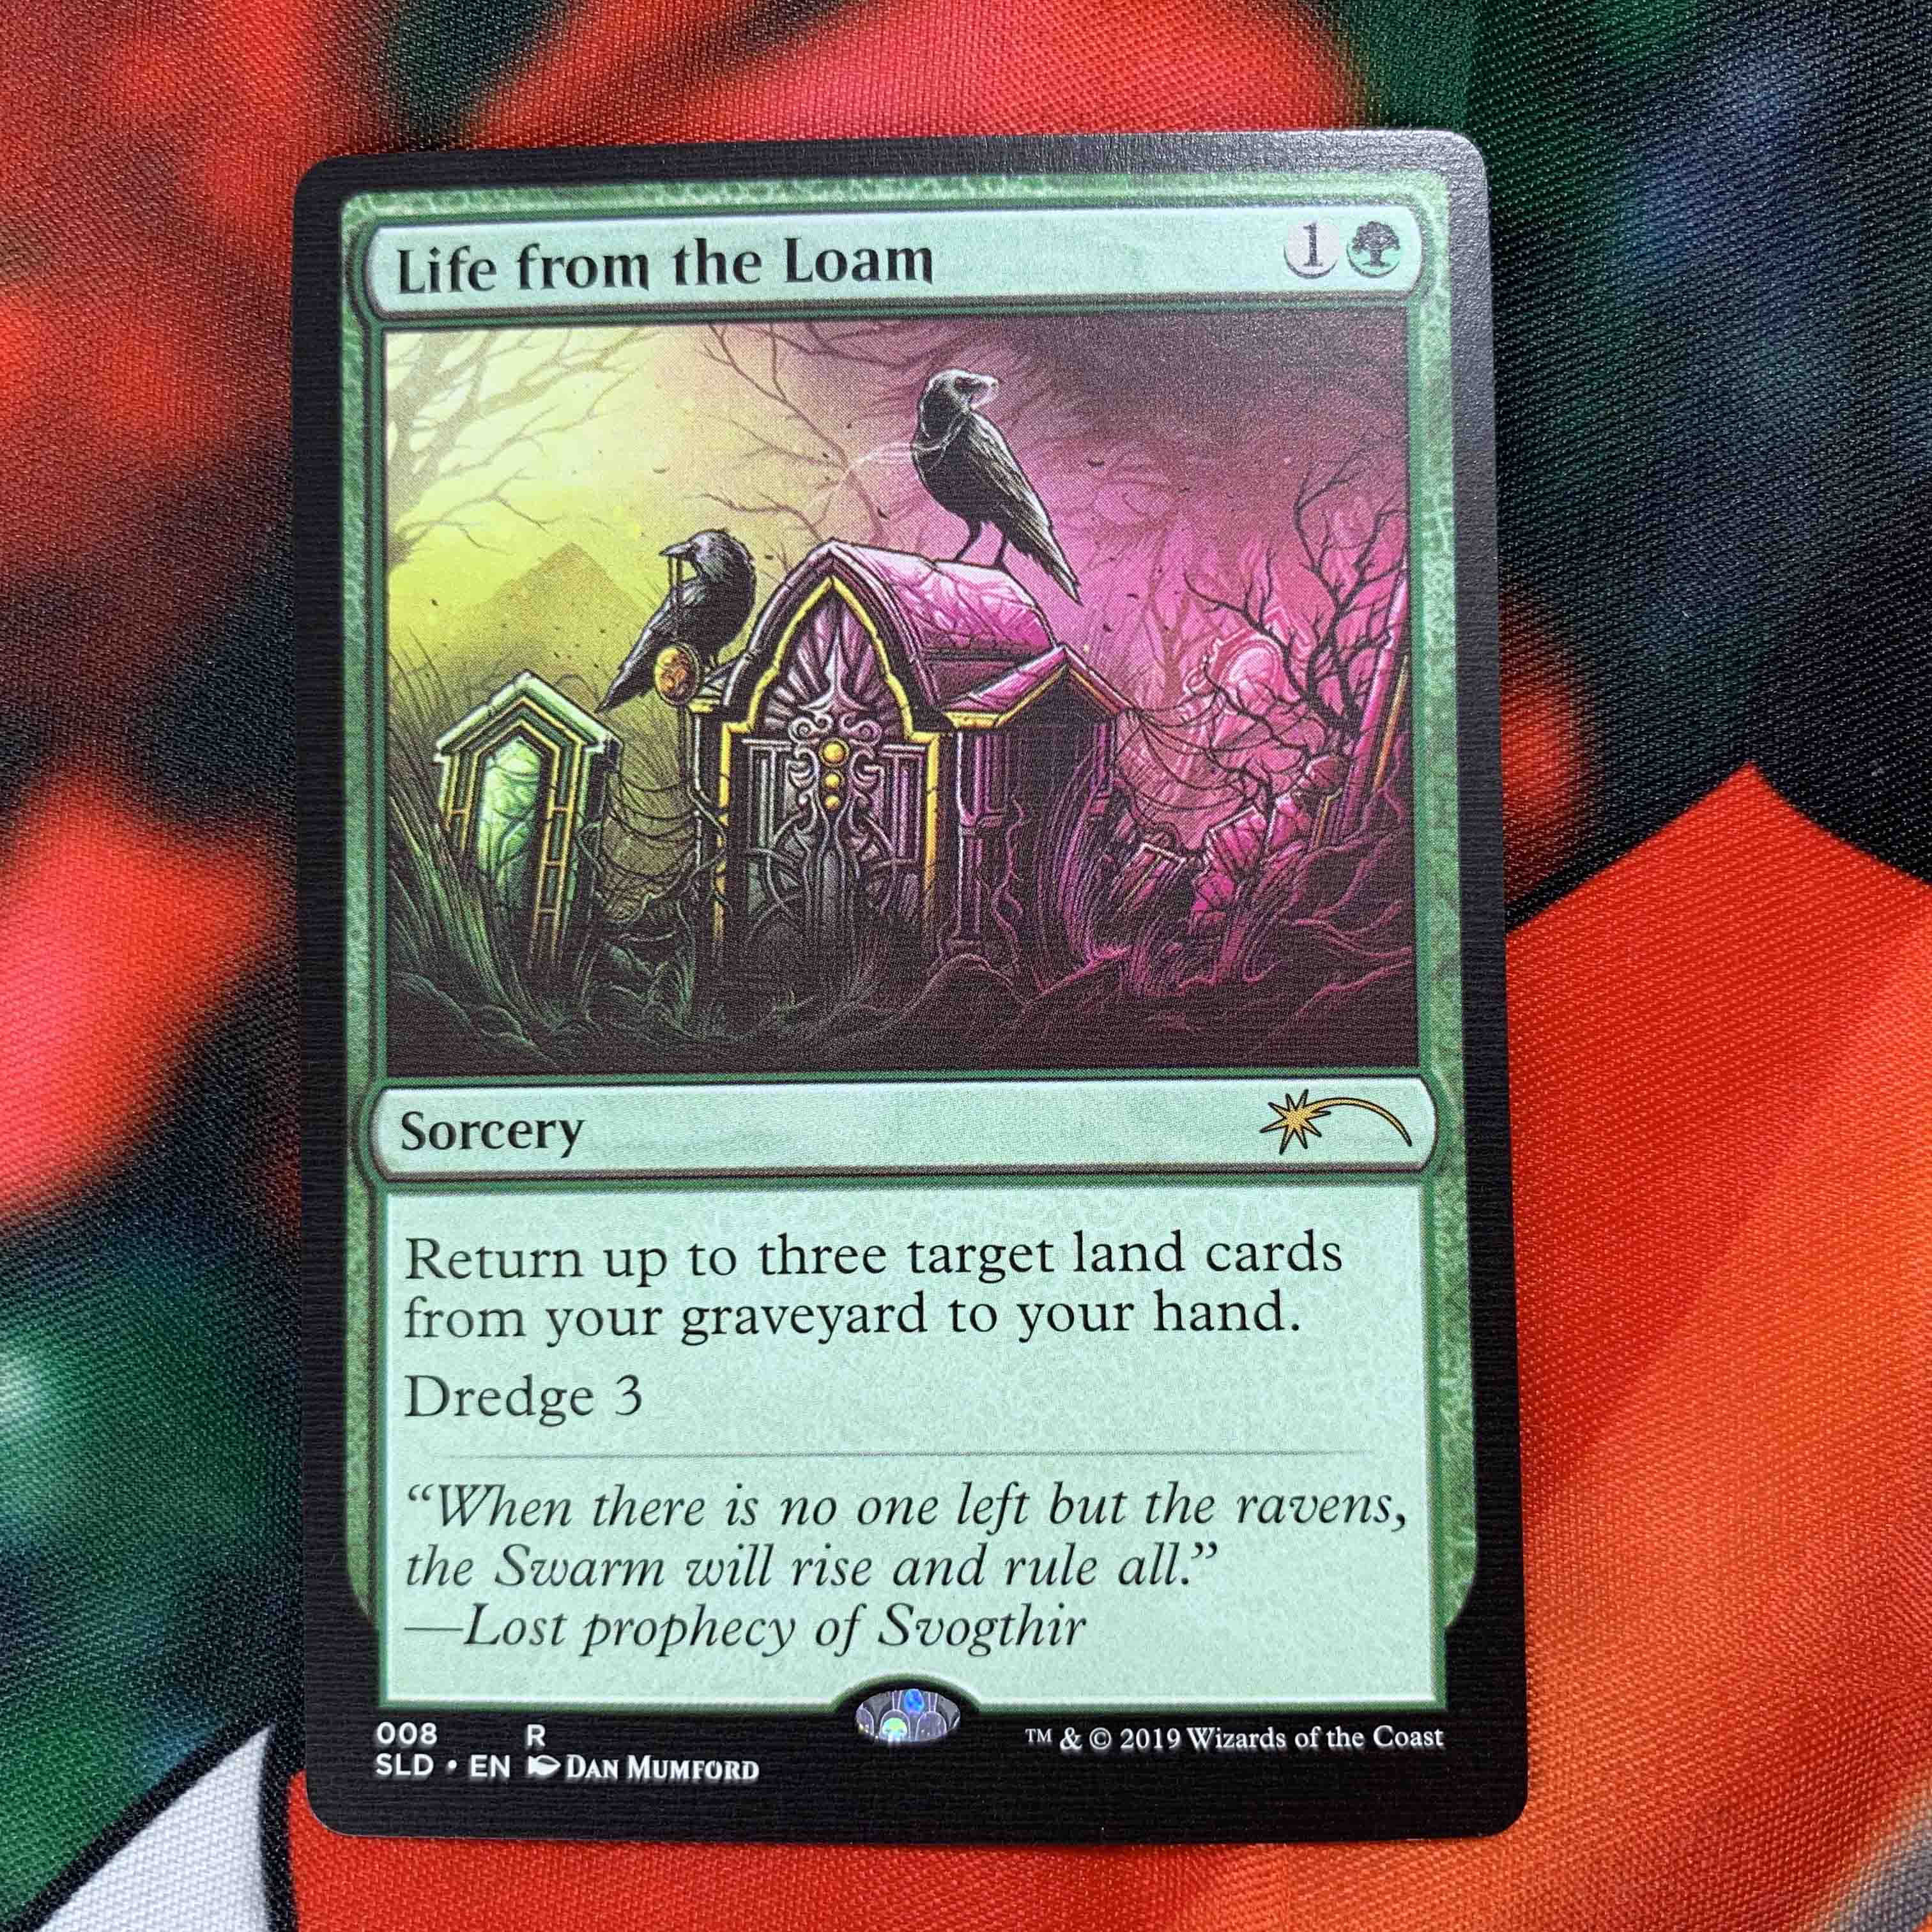 Life from the Loam 1
Sorcery
Return up to three target land cards
from your graveyard to your hand.
Dredge 3
“When there is no one left but the ravens,
the Swarm will rise and rule all.”
—Lost prophecy of Svogthir
008 R
SLD • EN DAN MUMFORD
™ & © 2019 Wizards of the Coast